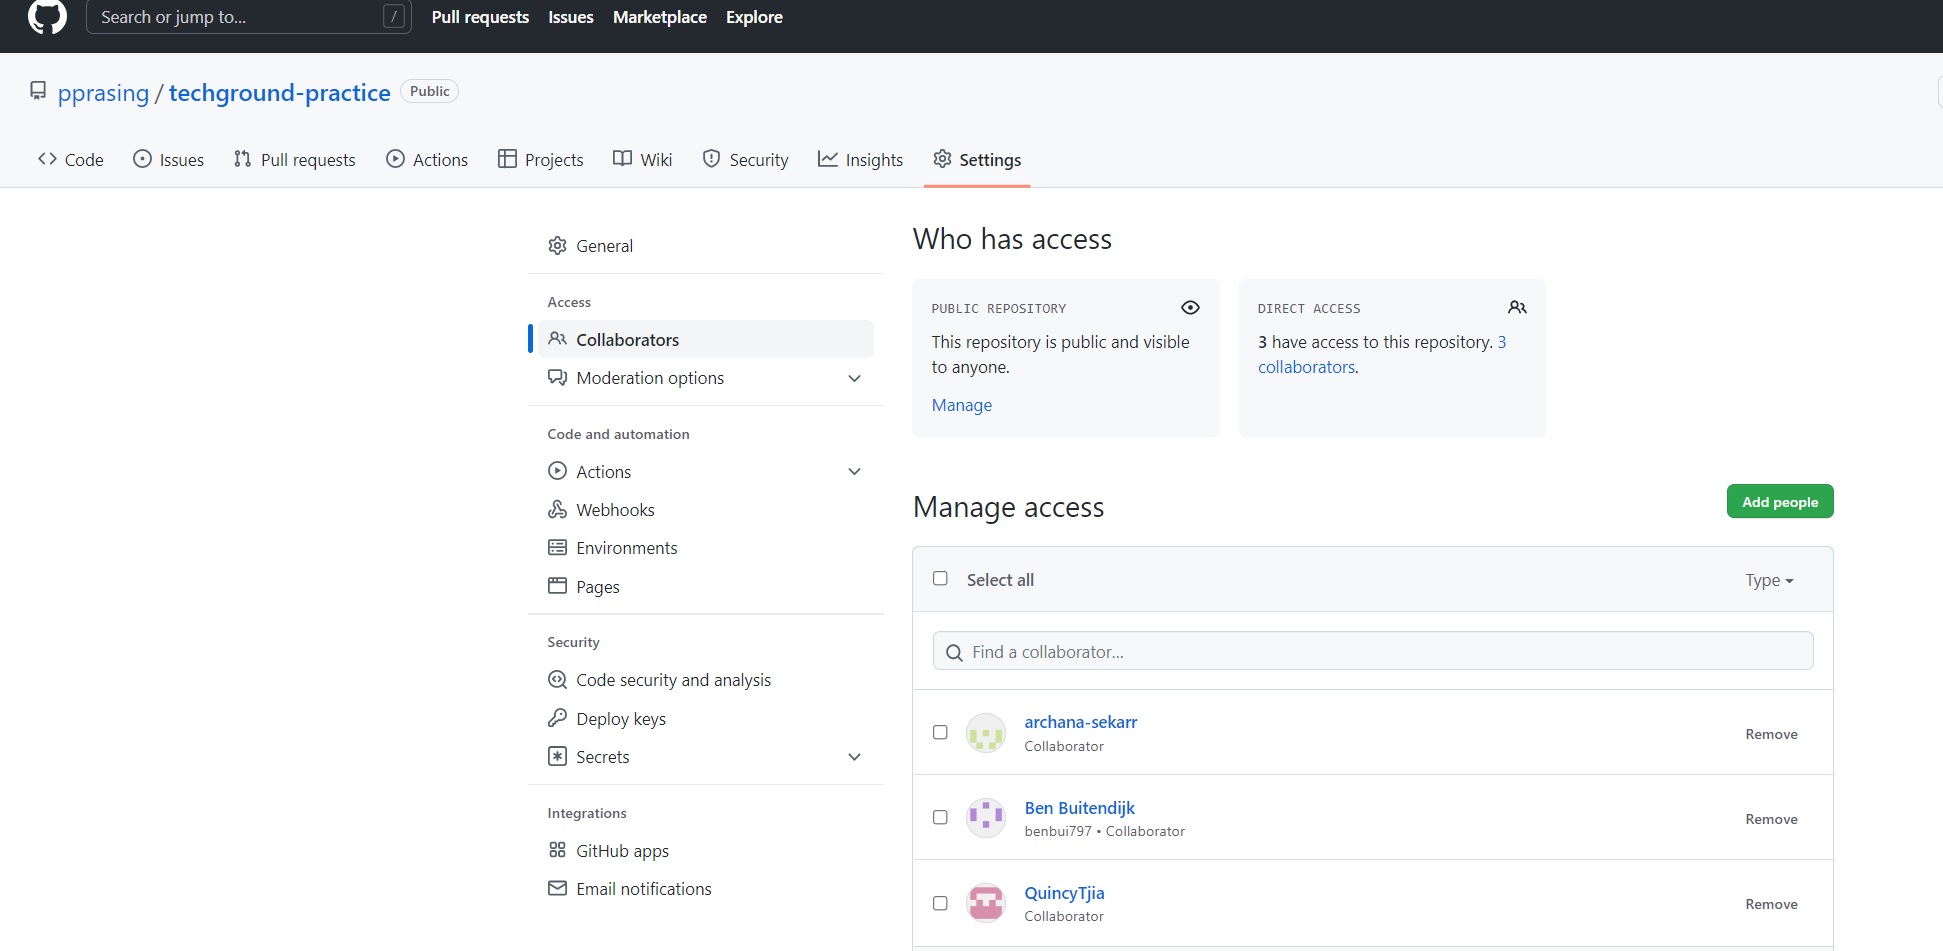 Search or jump to...
/
Pull requests
Issues
Marketplace
Explore
pprasing / techground-practice
Public
Code
Issues
Pull requests
Actions
Projects
Wiki
Security
Insights
Settings
General
Access
Collaborators
Moderation options
Code and automation
Actions
Webhooks
Environments
Pages
Security
Code security and analysis
Deploy keys
Secrets
Integrations
GitHub apps
Email notifications
Who has access
PUBLIC REPOSITORY
This repository is public and visible
to anyone.
Manage
DIRECT ACCESS
3 have access to this repository. 3
collaborators.
Manage access
Add people
Select all
Type
Find a collaborator...
archana-sekarr
Collaborator
Remove
Ben Buitendijk
benbui797 • Collaborator
Remove
QuincyTjia
Collaborator
Remove